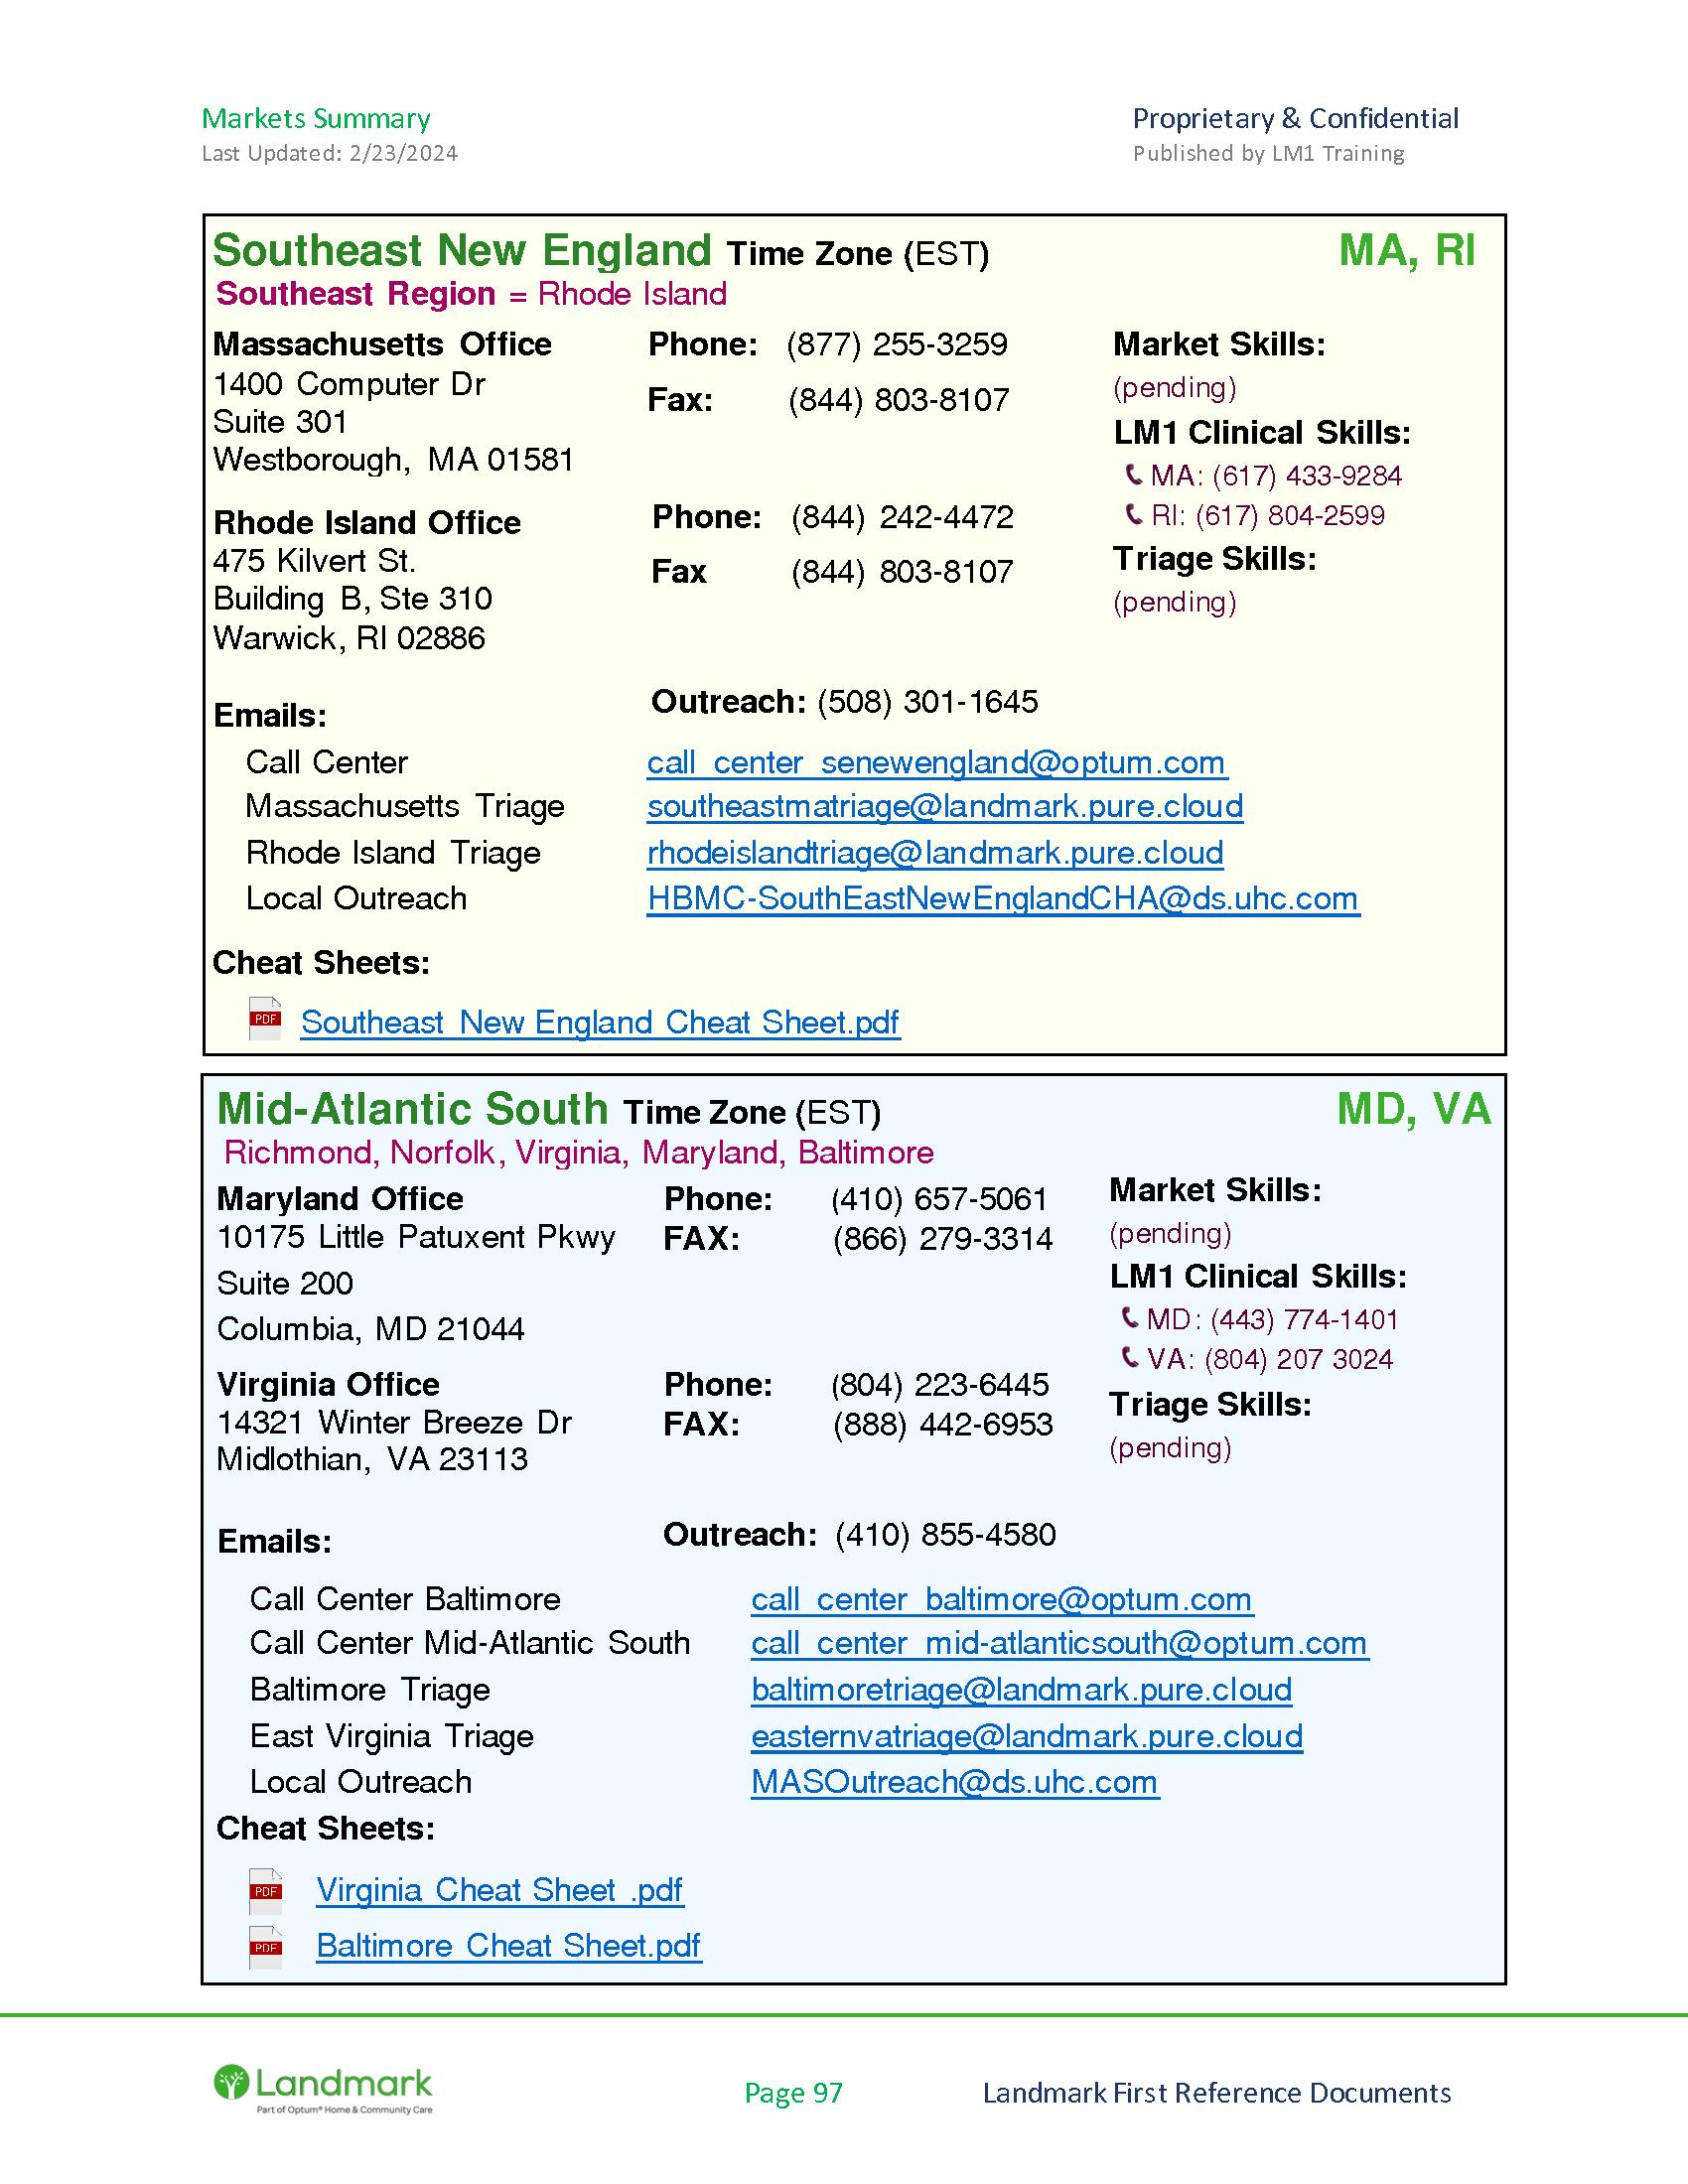 Markets Summary
Last Updated: 2/23/2024
Proprietary & Confidential
Published by LM1 Training
Southeast New England Time Zone (EST) MA, RI
Southeast Region = Rhode Island
Massachusetts Office
1400 Computer Dr
Suite 301
Westborough, MA 01581
Phone: (877) 255-3259
Fax: (844) 803-8107
Rhode Island Office
475 Kilvert St.
Building B, Ste 310
Warwick, RI 02886
Phone: (844) 242-4472
Fax (844) 803-8107
Market Skills:
(pending)
LM1 Clinical Skills:
MA: (617) 433-9284
RI: (617) 804-2599
Triage Skills:
(pending)
Outreach: (508) 301-1645
Emails:
Call Center call_center_senewengland@optum.com
Massachusetts Triage southeastmatriage@landmark.pure.cloud
Rhode Island Triage rhodeislandtriage@landmark.pure.cloud
Local Outreach HBMC-SouthEastNewEnglandCHA@ds.uhc.com
Cheat Sheets:
PDF Southeast_New England_Cheat Sheet.pdf
Mid-Atlantic South Time Zone (EST) MD, VA
Richmond, Norfolk, Virginia, Maryland, Baltimore
Maryland Office
10175 Little Patuxent Pkwy
Suite 200
Columbia, MD 21044
Phone: (410) 657-5061
FAX: (866) 279-3314
Virginia Office
14321 Winter Breeze Dr
Midlothian, VA 23113
Phone: (804) 223-6445
FAX: (888) 442-6953
Market Skills:
(pending)
LM1 Clinical Skills:
MD: (443) 774-1401
VA: (804) 207 3024
Triage Skills:
(pending)
Outreach: (410) 855-4580
Emails:
Call Center Baltimore call_center_baltimore@optum.com
Call Center Mid-Atlantic South call_center_mid-atlanticsouth@optum.com
Baltimore Triage baltimoretriage@landmark.pure.cloud
East Virginia Triage easternvatriage@landmark.pure.cloud
Local Outreach MASOutreach@ds.uhc.com
Cheat Sheets:
PDF Virginia_Cheat Sheet_.pdf
PDF Baltimore_Cheat Sheet.pdf
Landmark
Part of Optum® Home & Community Care
Page 97
Landmark First Reference Documents